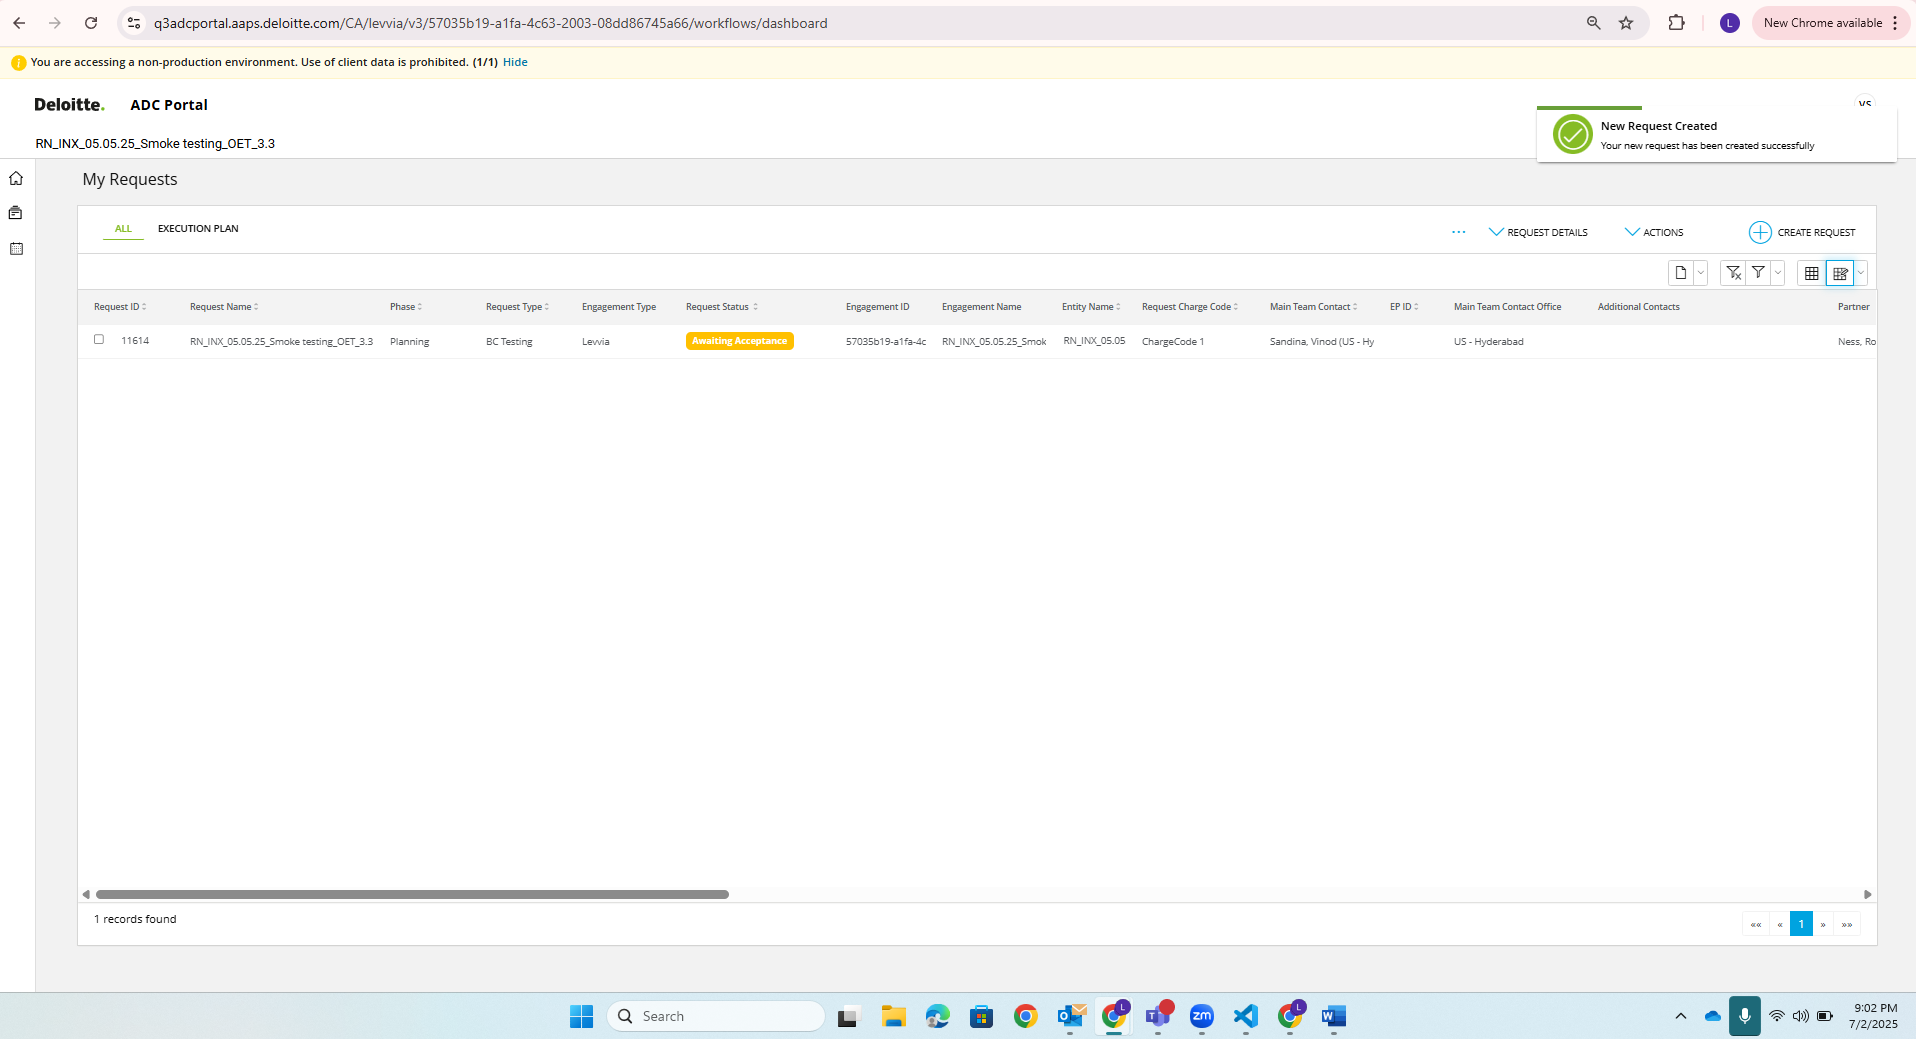 q3adcportal.aaps.deloitte.com/CA/levvia/v3/57035b19-a1fa-4c63-2003-08dd86745a66/workflows/dashboard
L
New Chrome available
You are accessing a non-production environment. Use of client data is prohibited. (1/1) Hide
Deloitte. ADC Portal
VS
New Request Created
Your new request has been created successfully
RN_INX_05.05.25_Smoke testing_OET_3.3
My Requests
ALL EXECUTION PLAN
... REQUEST DETAILS ACTIONS CREATE REQUEST
Request ID Request Name Phase Request Type Engagement Type Request Status Engagement ID Engagement Name Entity Name Request Charge Code Main Team Contact EP ID Main Team Contact Office Additional Contacts Partner
11614 RN_INX_05.05.25_Smoke testing_OET_3.3 Planning BC Testing Levvia Awaiting Acceptance 57035b19-a1fa-4c RN_INX_05.05.25_Smok RN_INX_05.05 ChargeCode 1 Sandina, Vinod (US - Hy US - Hyderabad Ness, Ro
1 records found
«« « 1 » »»
Search
L
zm
L
9:02 PM
7/2/2025